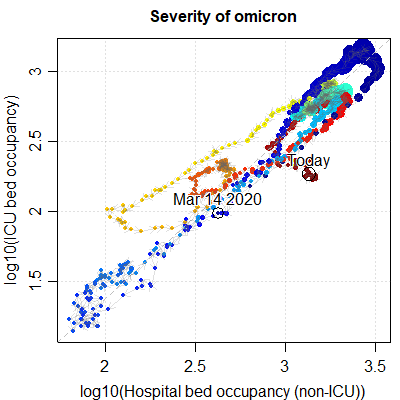 Severity of omicron
log10(ICU bed occupancy)
3
2.5
2
1.5
Today
Mar 14 2020
2
2.5
3
3.5
log10(Hospital bed occupancy (non-ICU))